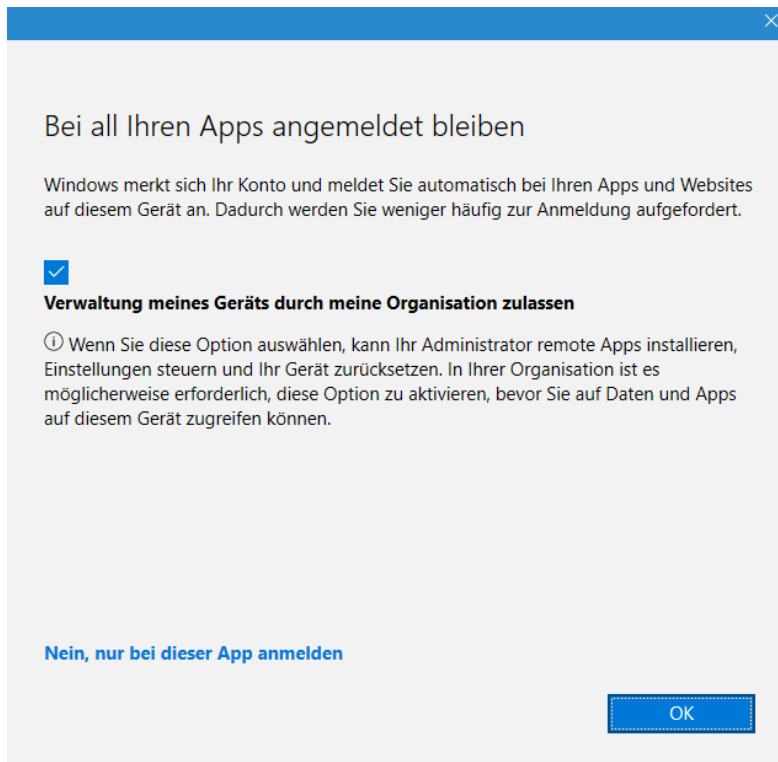 Bei all Ihren Apps angemeldet bleiben
Windows merkt sich Ihr Konto und meldet Sie automatisch bei Ihren Apps und Websites
auf diesem Gerät an. Dadurch werden Sie weniger häufig zur Anmeldung aufgefordert.
Verwaltung meines Geräts durch meine Organisation zulassen
Wenn Sie diese Option auswählen, kann Ihr Administrator remote Apps installieren,
Einstellungen steuern und Ihr Gerät zurücksetzen. In Ihrer Organisation ist es
möglicherweise erforderlich, diese Option zu aktivieren, bevor Sie auf Daten und Apps
auf diesem Gerät zugreifen können.
Nein, nur bei dieser App anmelden
OK